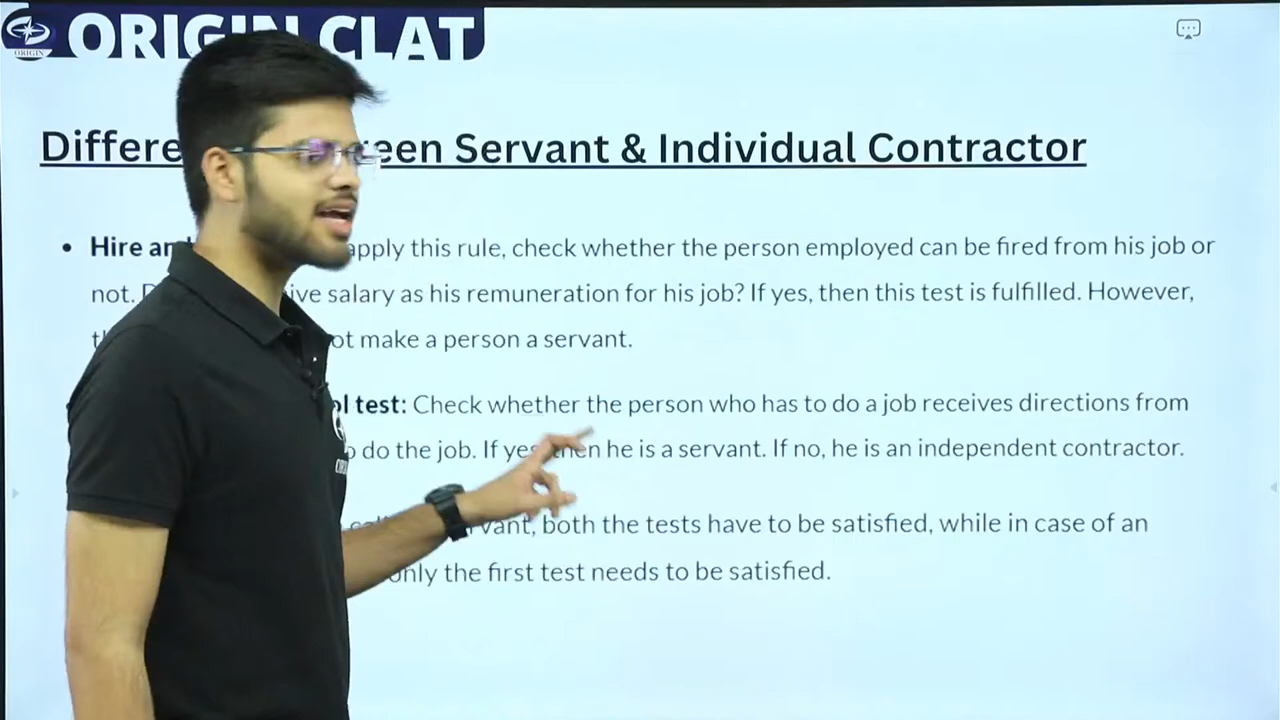 ORIGIN CLAT
ORIGIN
Differe een Servant & Individual Contractor
• Hire an apply this rule, check whether the person employed can be fired from his job or
not. ive salary as his remuneration for his job? If yes, then this test is fulfilled. However,
ot make a person a servant.
ol test: Check whether the person who has to do a job receives directions from
o do the job. If yes then he is a servant. If no, he is an independent contractor.
vant, both the tests have to be satisfied, while in case of an
only the first test needs to be satisfied.